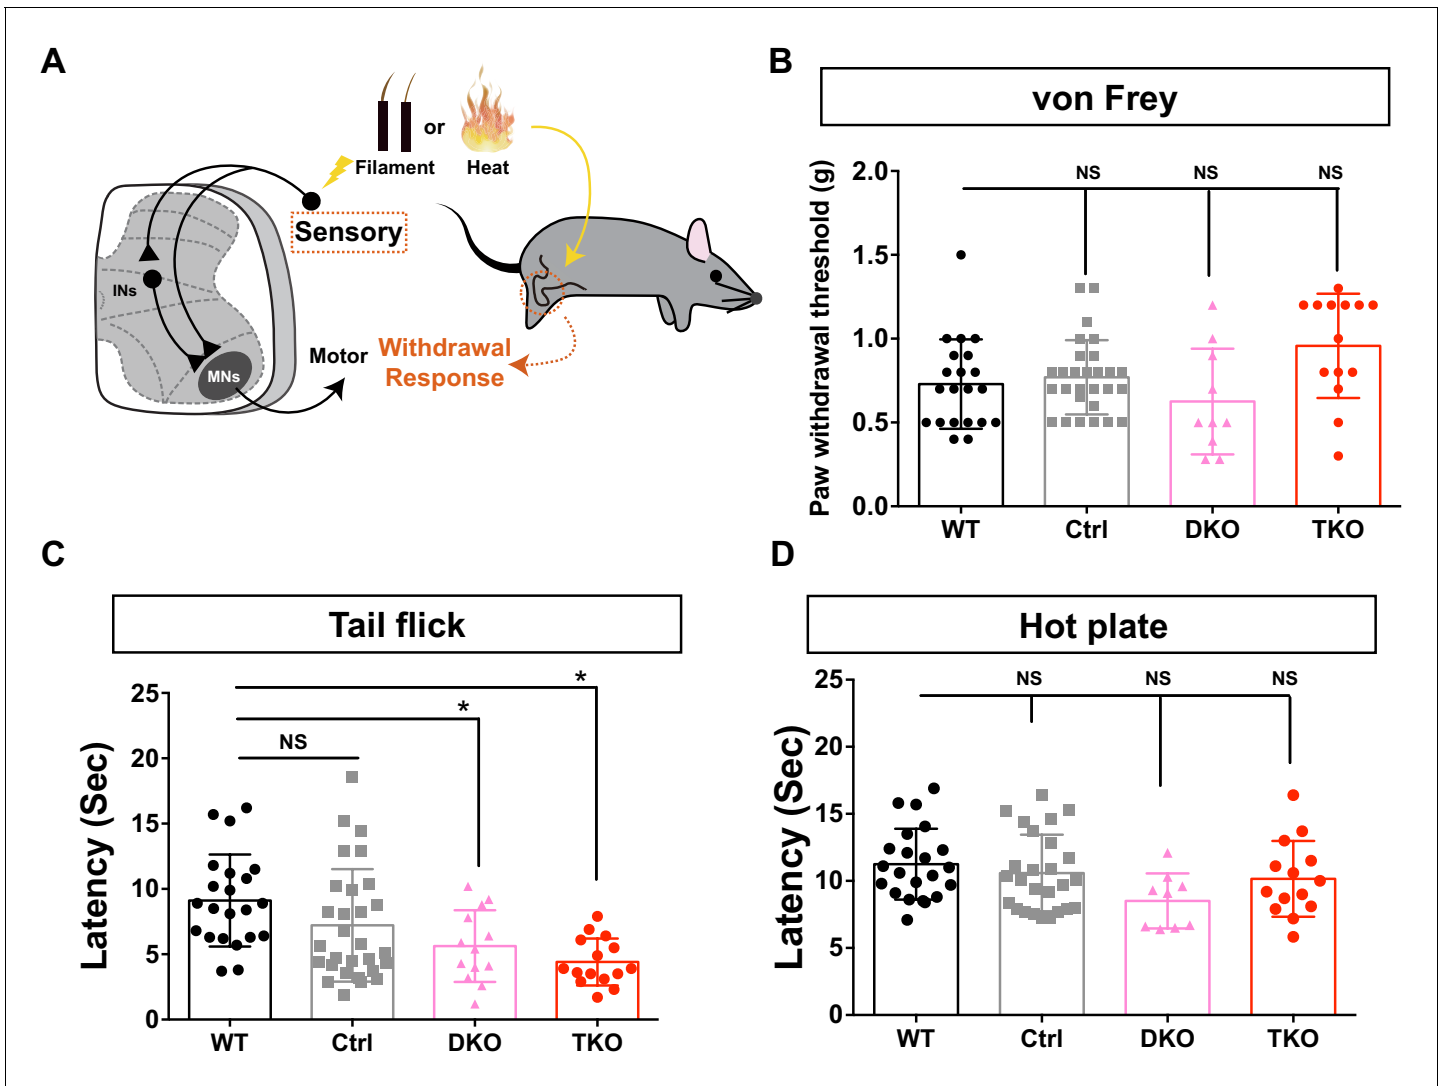 A
Filament
or
Heat
Sensory
INs
MNs
Motor
Withdrawal
Response
B
von Frey
Paw withdrawal threshold (g)
2.0
1.5
1.0
0.5
0.0
NS
NS
NS
WT
Ctrl
DKO
TKO
C
Tail flick
Latency (Sec)
25
20
15
10
5
0
NS
*
*
WT
Ctrl
DKO
TKO
D
Hot plate
Latency (Sec)
25
20
15
10
5
0
NS
NS
NS
WT
Ctrl
DKO
TKO